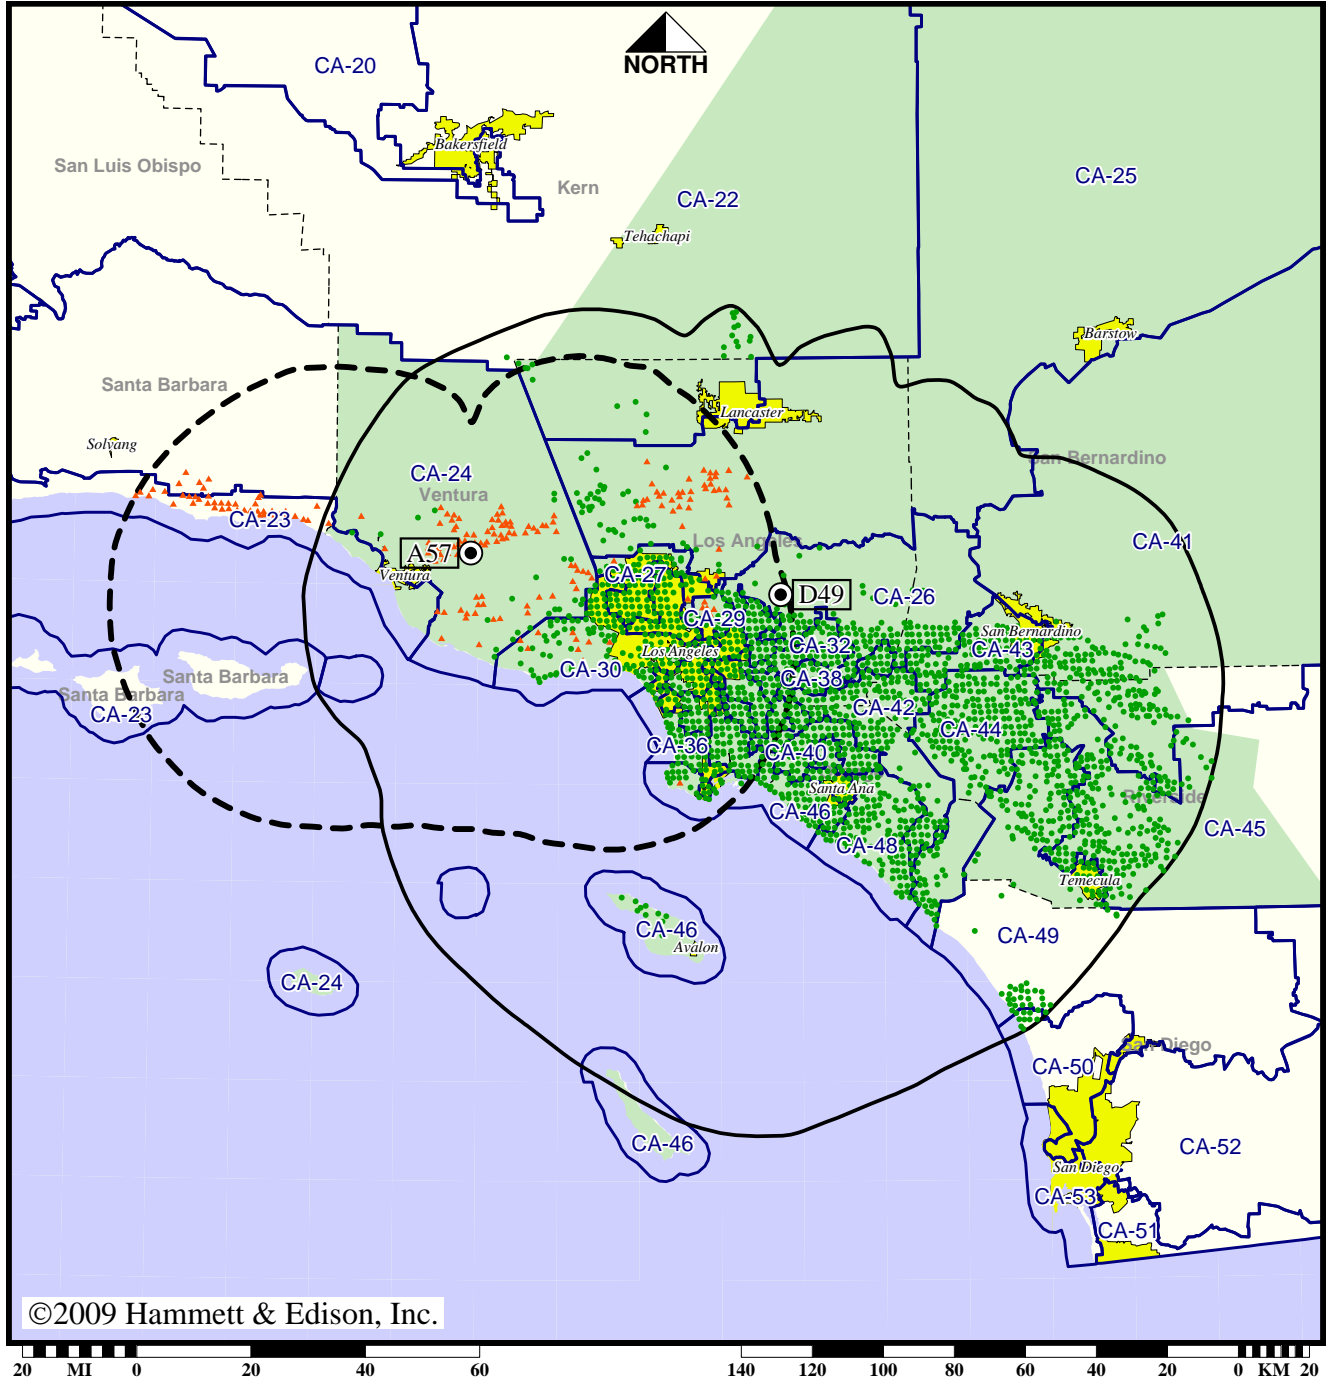 CA-20
NORTH
Bakersfield
San Luis Obispo
Kern
CA-22
CA-25
Tehachapi
Barstow
Santa Barbara
Lancaster
Solvang
CA-24
Ventura
San Bernardino
CA-23
Los Angeles
CA-41
A57
Ventura
CA-27
D49
CA-26
CA-29
San Bernardino
CA-32
CA-43
Los Angeles
CA-30
Santa Barbara
CA-38
Santa Barbara
CA-23
CA-42
CA-44
CA-36
CA-40
Santa Ana
Riverside
CA-46
CA-45
CA-48
Temecula
CA-46
Avalon
CA-49
CA-24
San Diego
CA-50
CA-46
CA-52
San Diego
CA-53
CA-51
©2009 Hammett & Edison, Inc.
20 MI 0 20 40 60 140 120 100 80 60 40 20 0 KM 20